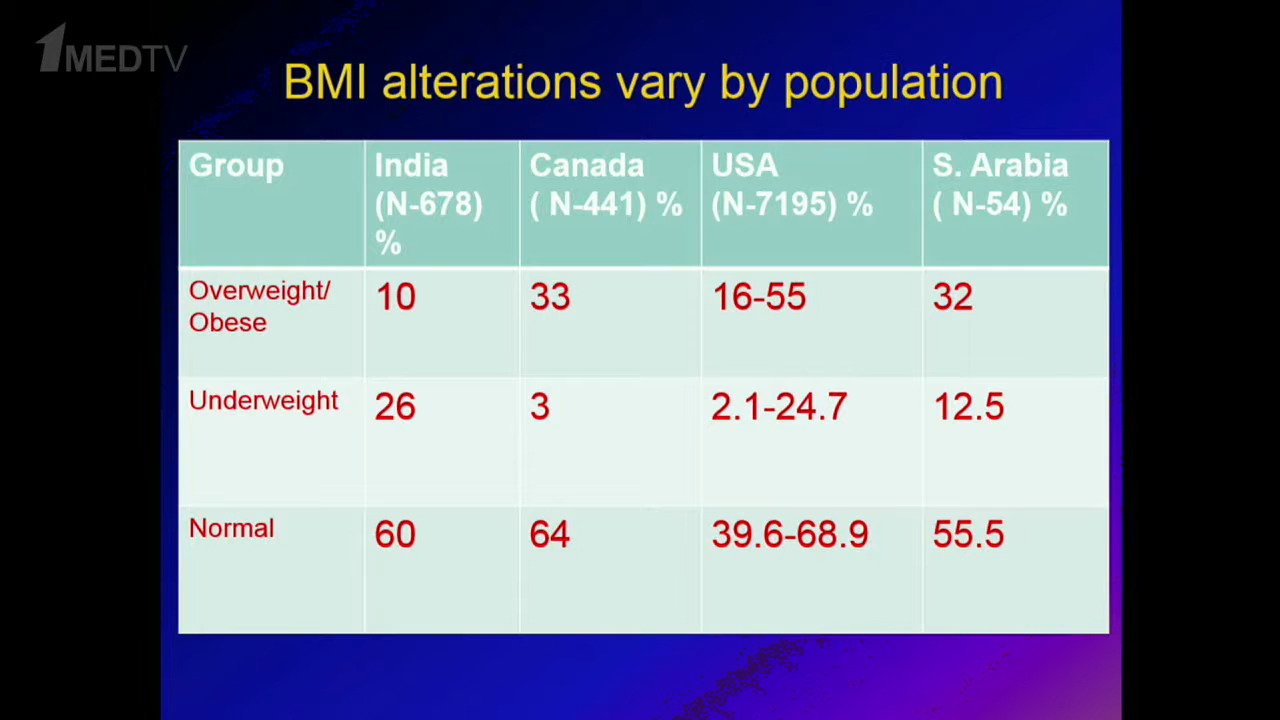 1MEDTV
BMI alterations vary by population
Group
India
(N-678)
%
Canada
( N-441) %
USA
(N-7195) %
S. Arabia
( N-54) %
Overweight/
Obese
10
33
16-55
32
Underweight
26
3
2.1-24.7
12.5
Normal
60
64
39.6-68.9
55.5